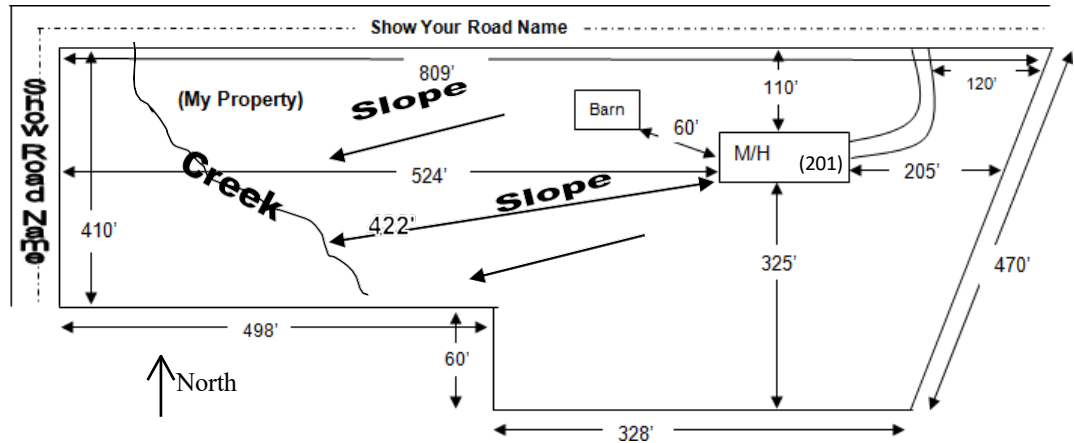 Show Your Road Name
Show Road Name
809'
(My Property)
Slope
110'
120'
Barn
60'
M/H
(201)
Creek
524'
205'
Slope
422'
410'
325'
470'
498'
60'
North
328'